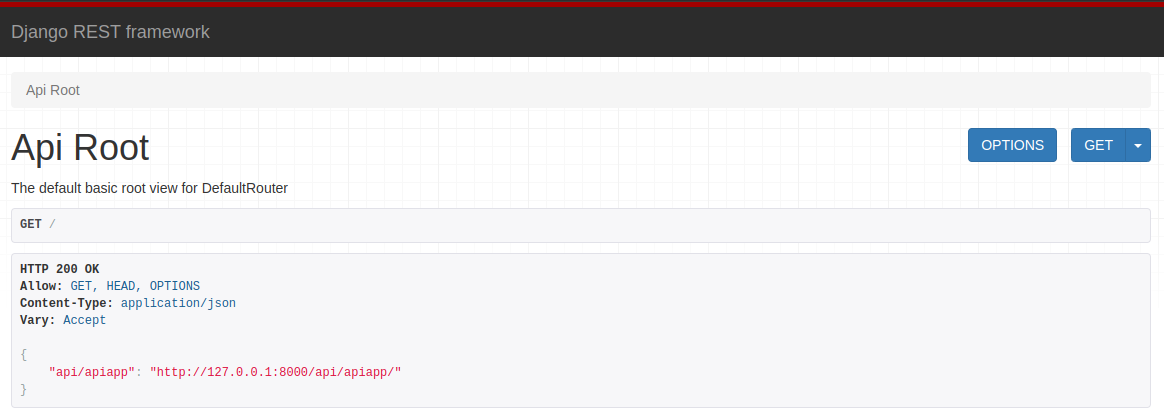 Django REST framework
Api Root
Api Root
OPTIONS
GET
The default basic root view for DefaultRouter
GET /
HTTP 200 OK
Allow: GET, HEAD, OPTIONS
Content-Type: application/json
Vary: Accept
{
    "api/apiapp": "http://127.0.0.1:8000/api/apiapp/"
}